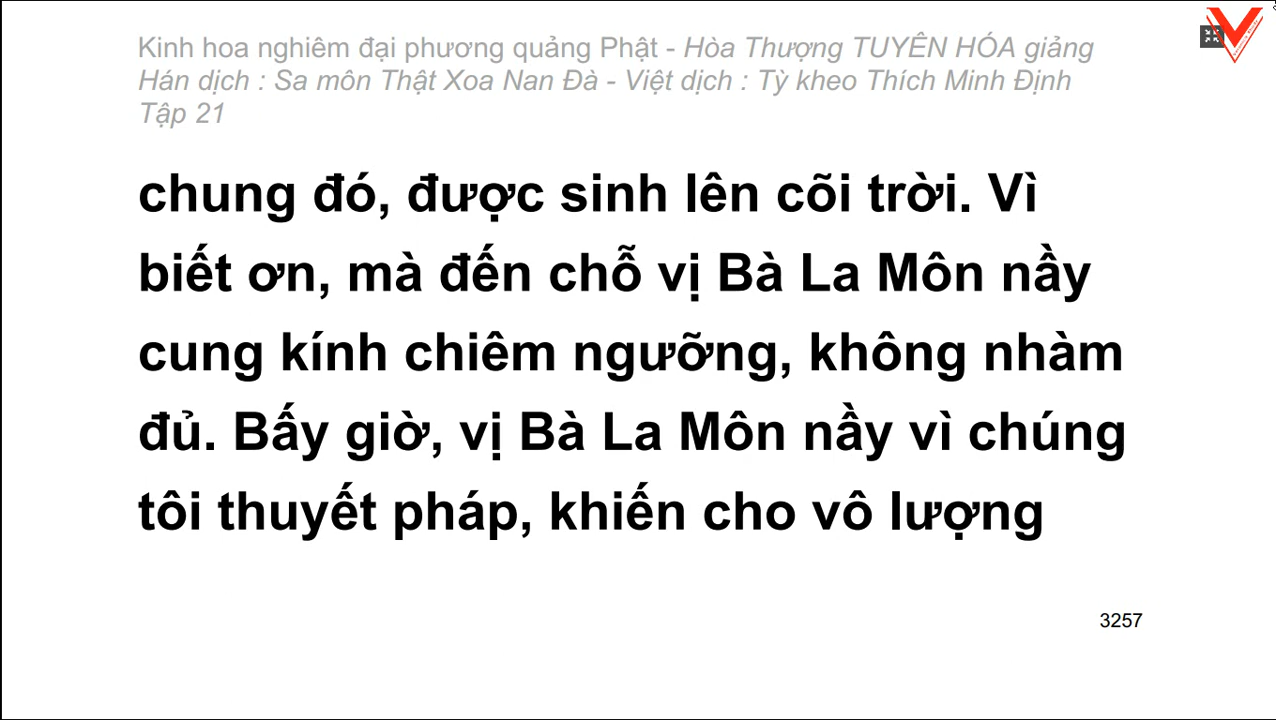 Kinh hoa nghiêm đại phương quảng Phật - Hòa Thượng TUYÊN HÓA giảng
Hán dịch : Sa môn Thật Xoa Nan Đà - Việt dịch : Tỳ kheo Thích Minh Định
Tập 21
chung đó, được sinh lên cõi trời. Vì
biết ơn, mà đến chỗ vị Bà La Môn nầy
cung kính chiêm ngưỡng, không nhàm
đủ. Bấy giờ, vị Bà La Môn nầy vì chúng
tôi thuyết pháp, khiến cho vô lượng
3257